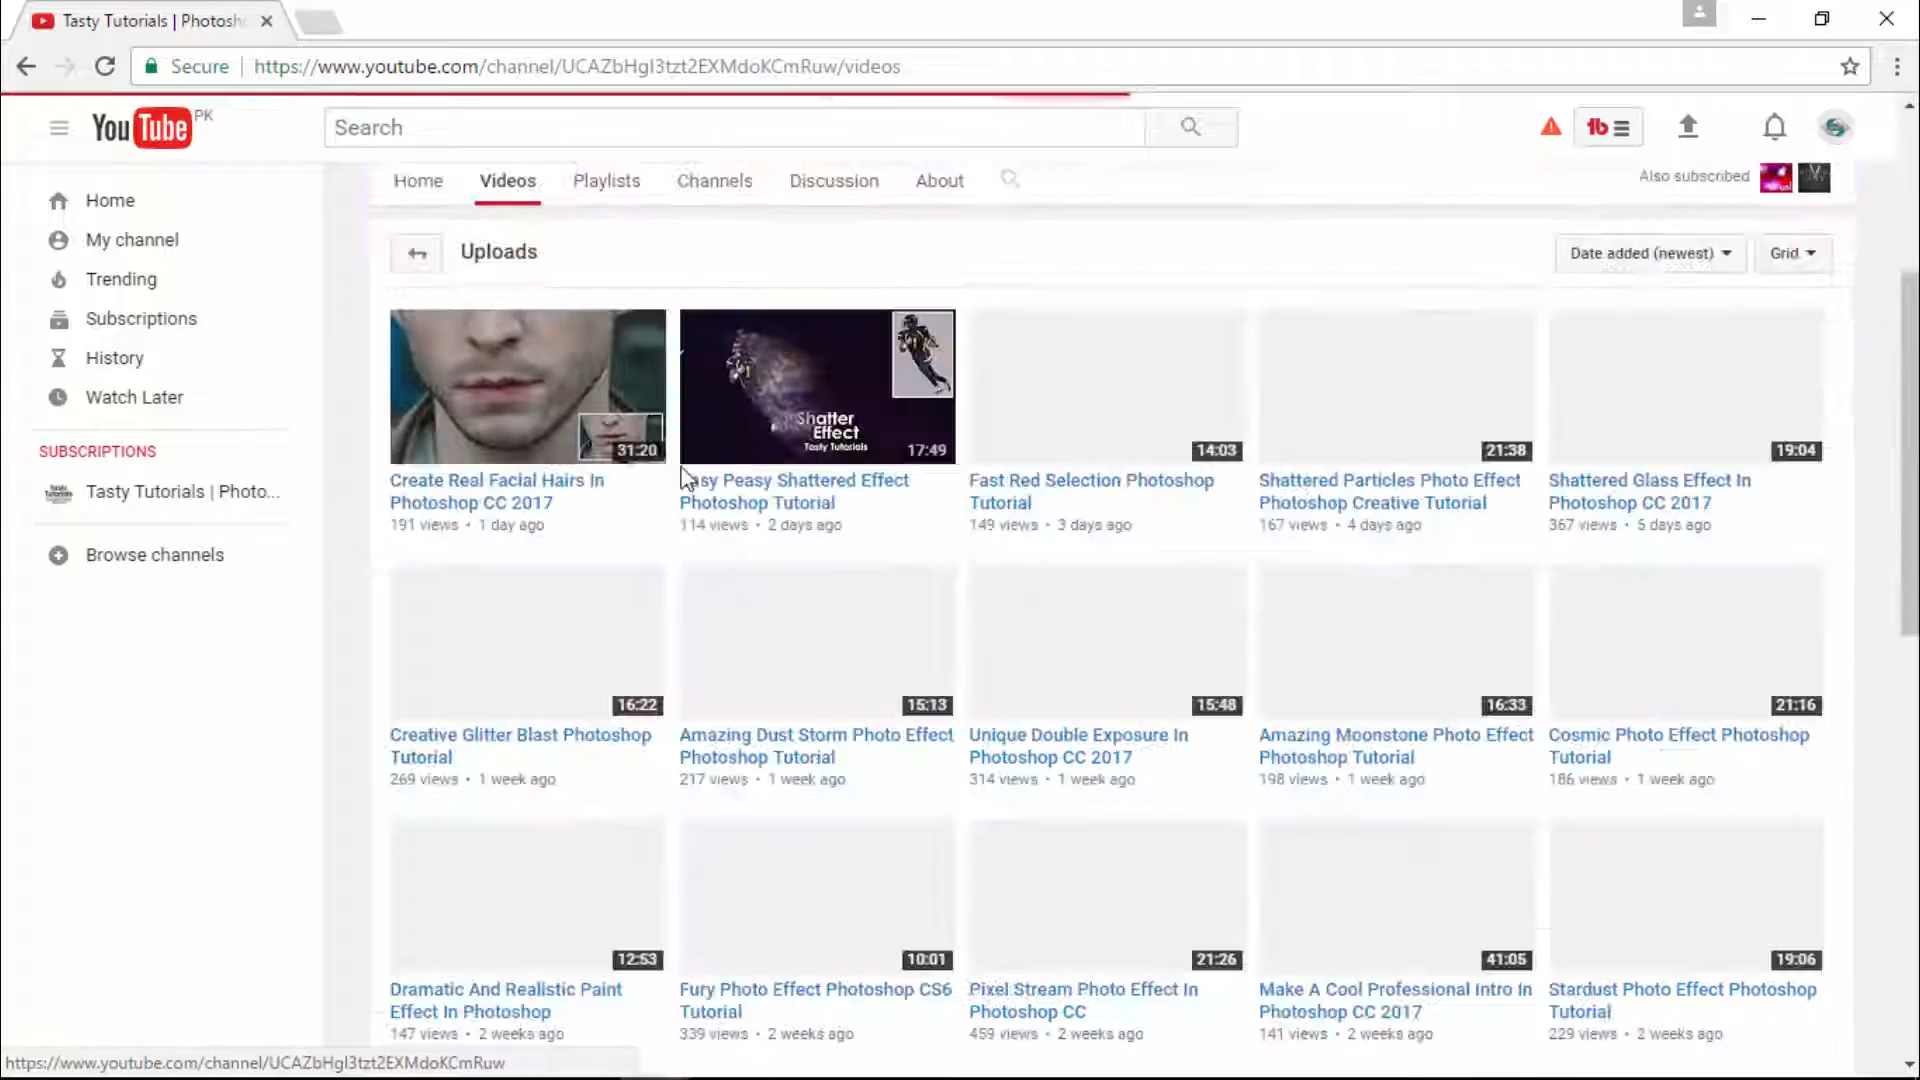 Tasty Tutorials | Photosh
Secure
https://www.youtube.com/channel/UCAZbHgI3tzt2EXMdoKCmRuw/videos
YouTube PK
Search
Home
Videos
Playlists
Channels
Discussion
About
Also subscribed
Home
My channel
Trending
Subscriptions
History
Watch Later
SUBSCRIPTIONS
Tasty Tutorials | Photo...
Browse channels
Uploads
Date added (newest)
Grid
Shatter
Effect
Tasty Tutorials
31:20
17:49
14:03
21:38
19:04
Create Real Facial Hairs In
Photoshop CC 2017
191 views • 1 day ago
sy Peasy Shattered Effect
Photoshop Tutorial
114 views • 2 days ago
Fast Red Selection Photoshop
Tutorial
149 views • 3 days ago
Shattered Particles Photo Effect
Photoshop Creative Tutorial
167 views • 4 days ago
Shattered Glass Effect In
Photoshop CC 2017
367 views • 5 days ago
16:22
15:13
15:48
16:33
21:16
Creative Glitter Blast Photoshop
Tutorial
269 views • 1 week ago
Amazing Dust Storm Photo Effect
Photoshop Tutorial
217 views • 1 week ago
Unique Double Exposure In
Photoshop CC 2017
314 views • 1 week ago
Amazing Moonstone Photo Effect
Photoshop Tutorial
198 views • 1 week ago
Cosmic Photo Effect Photoshop
Tutorial
186 views • 1 week ago
12:53
10:01
21:26
41:05
19:06
Dramatic And Realistic Paint
Effect In Photoshop
147 views • 2 weeks ago
Fury Photo Effect Photoshop CS6
Tutorial
339 views • 2 weeks ago
Pixel Stream Photo Effect In
Photoshop CC
459 views • 2 weeks ago
Make A Cool Professional Intro In
Photoshop CC 2017
141 views • 2 weeks ago
Stardust Photo Effect Photoshop
Tutorial
229 views • 2 weeks ago
https://www.youtube.com/channel/UCAZbHgI3tzt2EXMdoKCmRuw